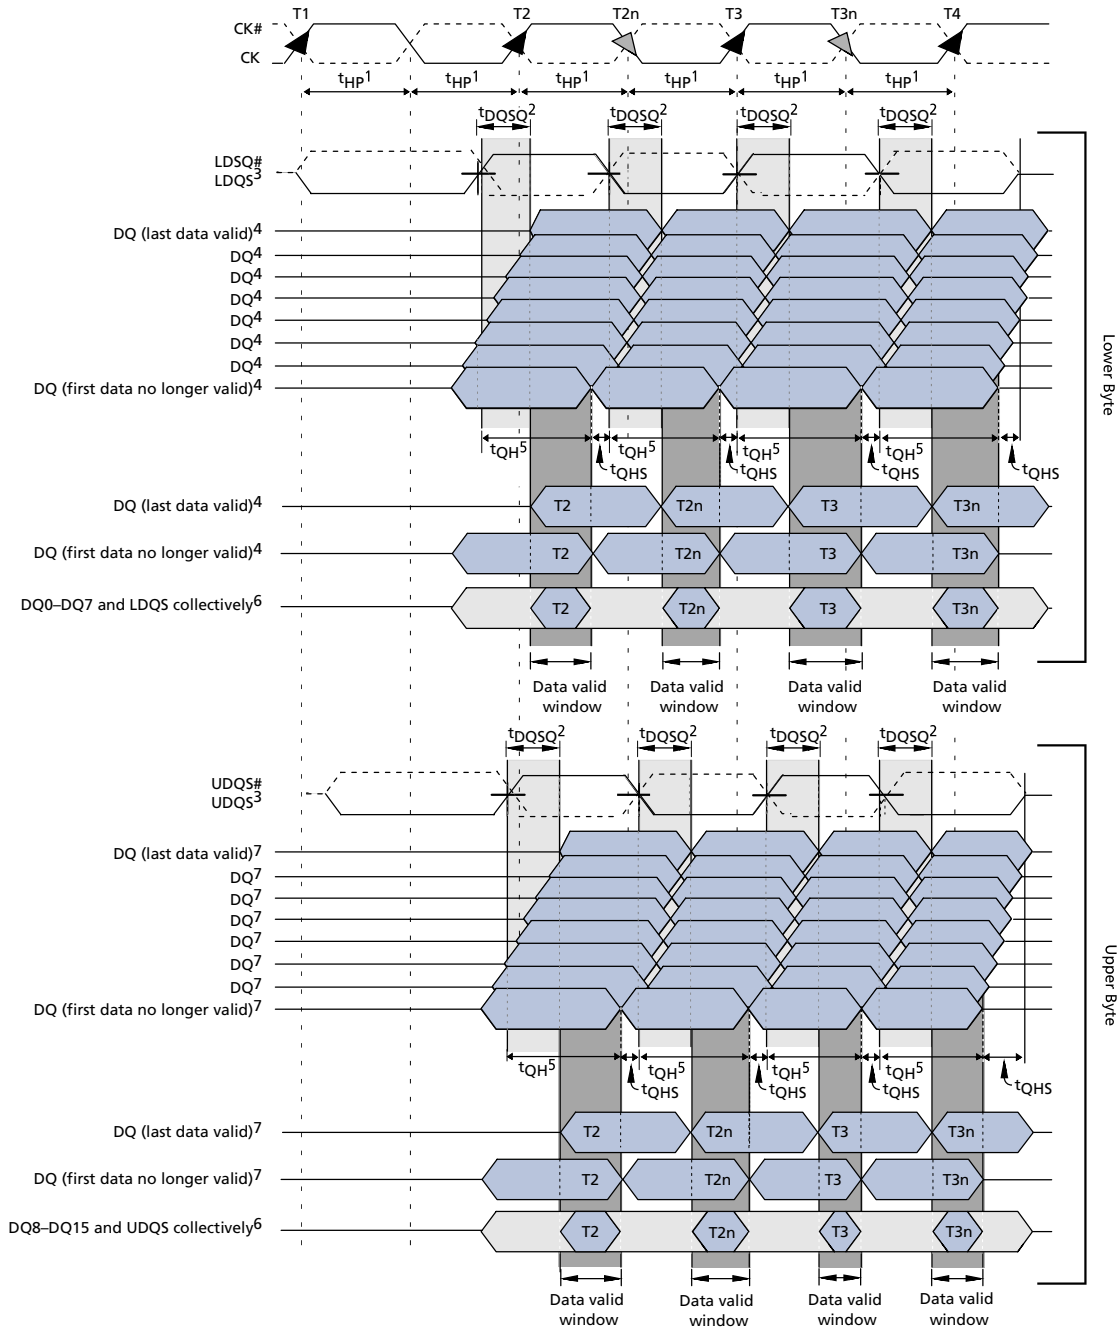 T1 T2 T2n T3 T3n T4
CK#
CK
tHP1 tHP1 tHP1 tHP1 tHP1 tHP1
tDQSQ2 tDQSQ2 tDQSQ2 tDQSQ2
LDSQ#
LDQS3
DQ (last data valid)4
DQ4
DQ4
DQ4
DQ4
DQ4
DQ4
DQ (first data no longer valid)4
tQH5 tQH5 tQH5 tQH5
tQHS tQHS tQHS tQHS
DQ (last data valid)4 T2 T2n T3 T3n
DQ (first data no longer valid)4 T2 T2n T3 T3n
DQ0–DQ7 and LDQS collectively6 T2 T2n T3 T3n
Data valid Data valid Data valid Data valid
window window window window
Lower Byte
tDQSQ2 tDQSQ2 tDQSQ2 tDQSQ2
UDQS#
UDQS3
DQ (last data valid)7
DQ7
DQ7
DQ7
DQ7
DQ7
DQ7
DQ (first data no longer valid)7
tQH5 tQH5 tQH5 tQH5
tQHS tQHS tQHS tQHS
DQ (last data valid)7 T2 T2n T3 T3n
DQ (first data no longer valid)7 T2 T2n T3 T3n
DQ8–DQ15 and UDQS collectively6 T2 T2n T3 T3n
Data valid Data valid Data valid Data valid
window window window window
Upper Byte